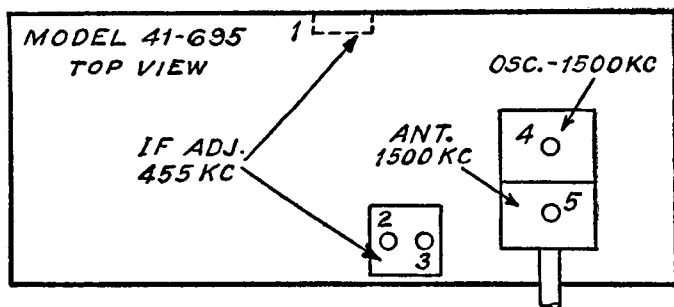 MODEL 41-695
TOP VIEW
1
OSC.-1500KC
IF ADJ.
455 KC
ANT.
1500 KC
4
5
2
3